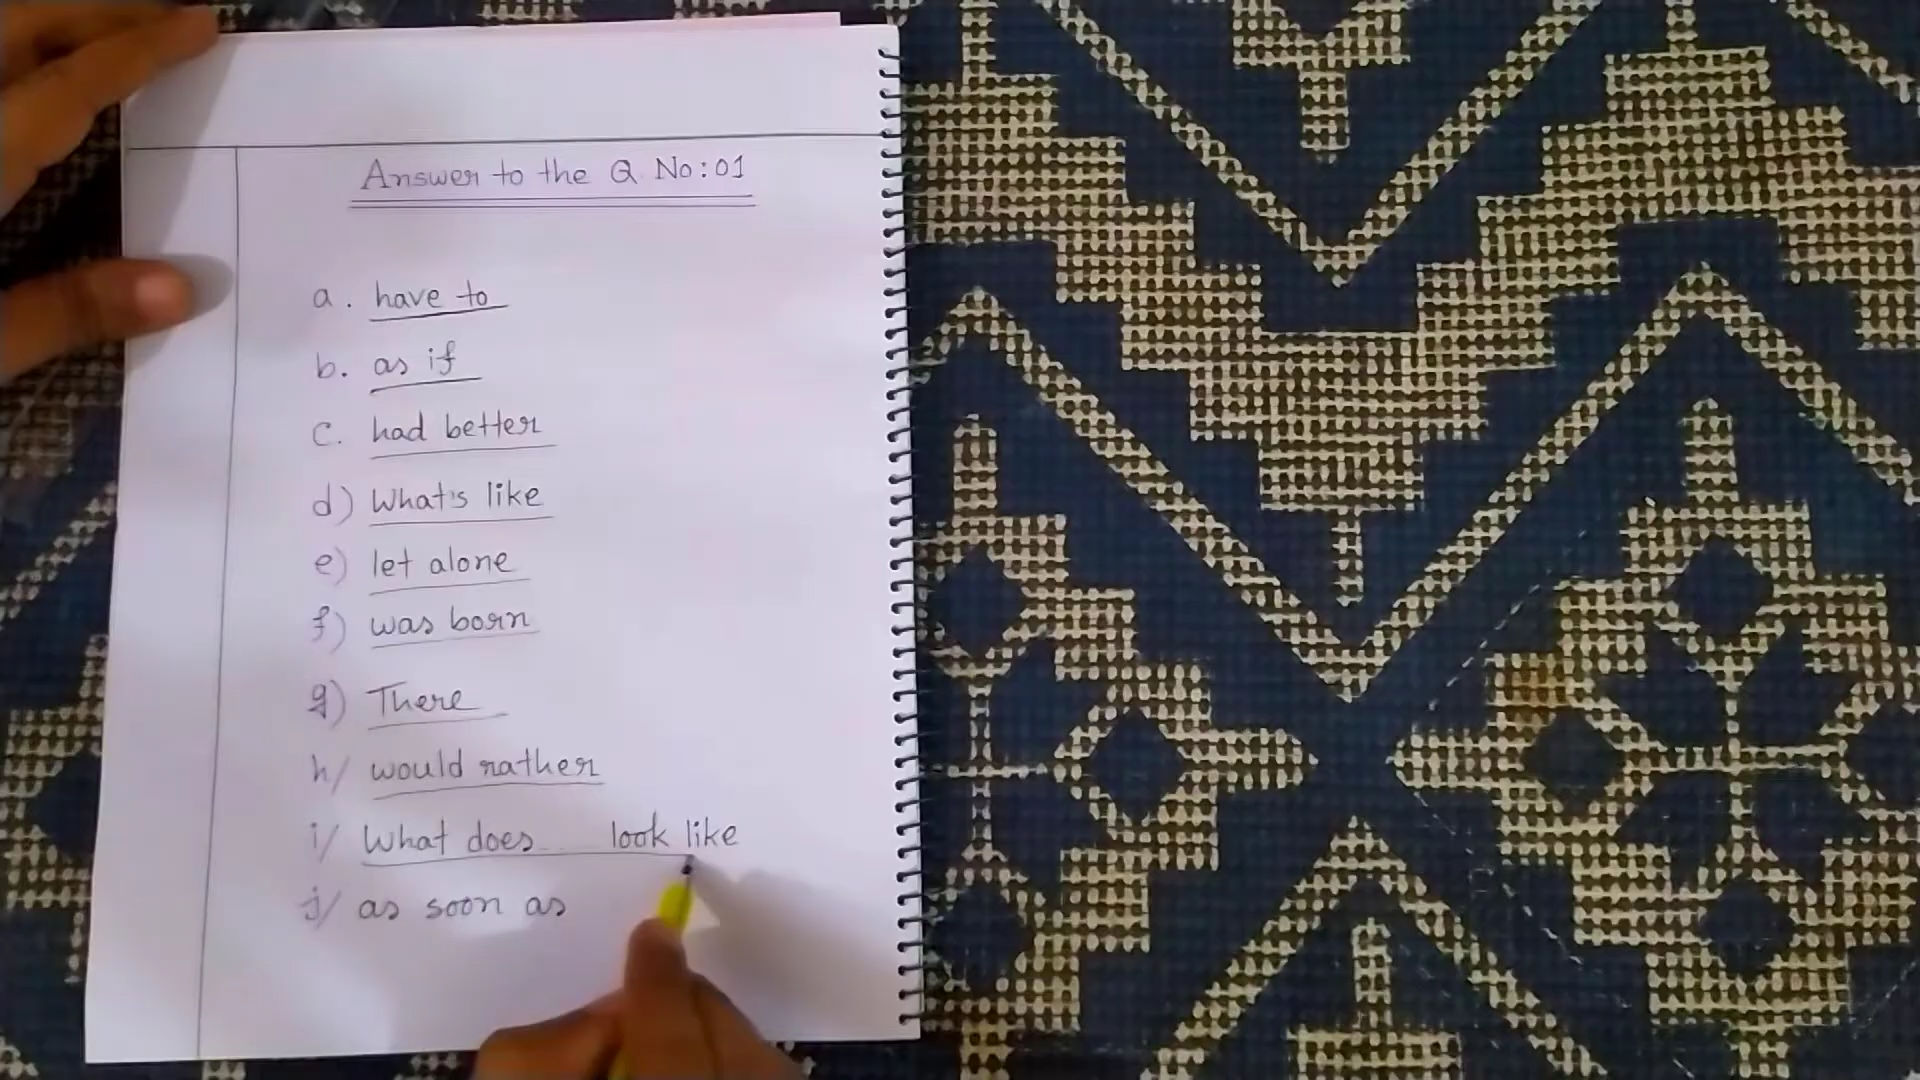 Answer to the Q No:01
a. have to
b. as if
c. had better
d) What's like
e) let alone
f) was born
g) There
h/ would rather
i/ What does... look like
j/ as soon as